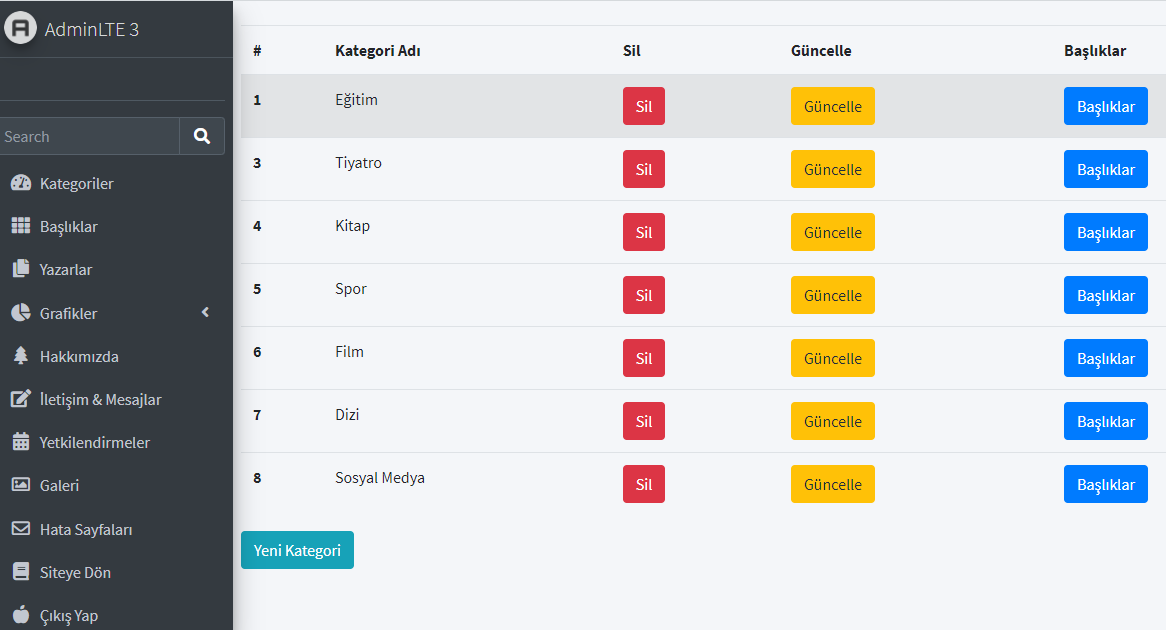 AdminLTE 3
Search
Kategoriler
Başlıklar
Yazarlar
Grafikler
Hakkımızda
İletişim & Mesajlar
Yetkilendirmeler
Galeri
Hata Sayfaları
Siteye Dön
Çıkış Yap
# Kategori Adı Sil Güncelle Başlıklar
1 Eğitim Sil Güncelle Başlıklar
3 Tiyatro Sil Güncelle Başlıklar
4 Kitap Sil Güncelle Başlıklar
5 Spor Sil Güncelle Başlıklar
6 Film Sil Güncelle Başlıklar
7 Dizi Sil Güncelle Başlıklar
8 Sosyal Medya Sil Güncelle Başlıklar
Yeni Kategori